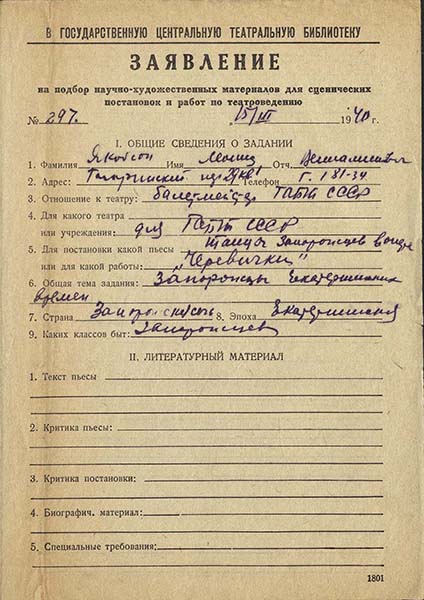 В ГОСУДАРСТВЕННУЮ ЦЕНТРАЛЬНУЮ ТЕАТРАЛЬНУЮ БИБЛИОТЕКУ
ЗАЯВЛЕНИЕ
на подбор научно-художественных материалов для сценических
постановок и работ по театроведению
№ 297. 15/III 1940 г.
I. ОБЩИЕ СВЕДЕНИЯ О ЗАДАНИИ
1. Фамилия Якобсон Имя Леонид Отч. Вениаминович
2. Адрес: Телефон Г. 1 81-34
3. Отношение к театру: балетмейстер ГАБТ СССР
4. Для какого театра
или учреждения: для ГАБТ СССР
5. Для постановки какой пьесы Танцы Запорожцев в опере
или для какой работы: „Черевички"
6. Общая тема задания: Запорожцы Екатерининских
времен
7. Страна 8. Эпоха Екатерининская
9. Каких классов быт: Запорожцев
II. ЛИТЕРАТУРНЫЙ МАТЕРИАЛ
1. Текст пьесы
2. Критика пьесы:
3. Критика постановки:
4. Биографич. материал:
5. Специальные требования:
1801